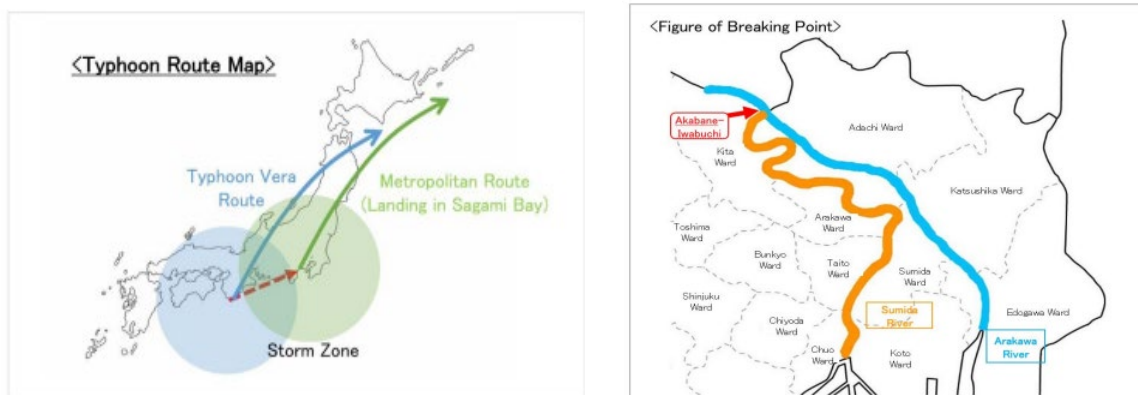 <Typhoon Route Map>
Typhoon Vera
Route
Metropolitan Route
(Landing in Sagami Bay)
Storm Zone
<Figure of Breaking Point>
Akabane-
Iwabuchi
Adachi Ward
Kita
Ward
Katsushika Ward
Toshima
Ward
Arakawa
Ward
Bunkyo
Ward
Taito
Ward
Sumida
Ward
Shinjuku
Ward
Chiyoda
Ward
Sumida
River
Edogawa Ward
Chuo
Ward
Koto
Ward
Arakawa
River